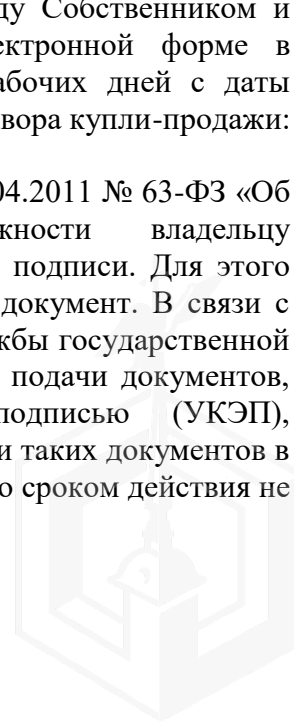 ду Собственником и
ектронной форме в
абочих дней с даты
вора купли-продажи:
04.2011 № 63-ФЗ «Об
жности владельцу
подписи. Для этого
документ. В связи с
жбы государственной
подачи документов,
подписью (УКЭП),
и таких документов в
о сроком действия не